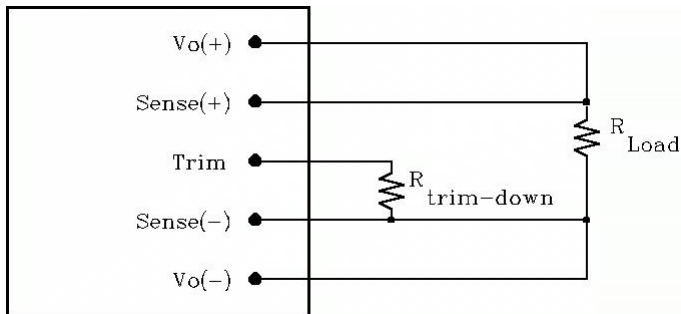 Vo(+)
Sense(+)
R Load
Trim
R trim-down
Sense(-)
Vo(-)